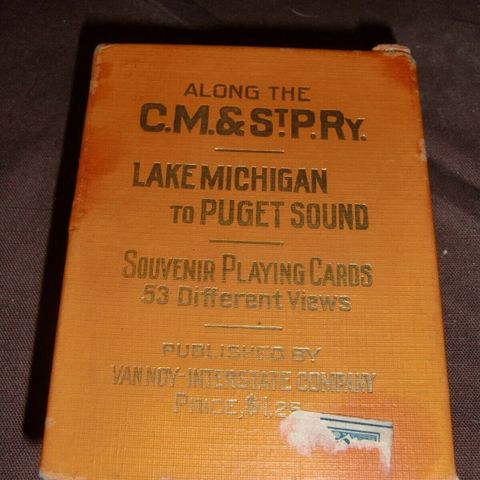 ALONG THE
C.M.& ST.P.RY.
LAKE MICHIGAN
TO PUGET SOUND
SOUVENIR PLAYING CARDS
53 Different Views
PUBLISHED BY
VAN NOY-INTERSTATE COMPANY
PRICE, $1.25